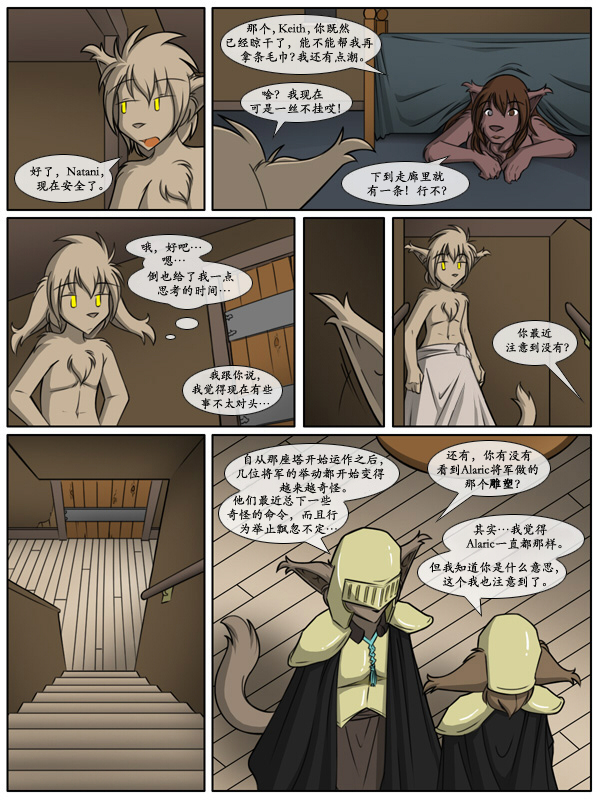 好了，Natani，
现在安全了。
那个，Keith，你既然
已经晾干了，能不能帮我再
拿条毛巾？我还有点潮。
啥？我现在
可是一丝不挂哎！
下到走廊里就
有一条！行不？
哦，好吧…
嗯…
倒也给了我一点
思考的时间…
我跟你说，
我觉得现在有些
事不太对头…
你最近
注意到没有？
自从那座塔开始运作之后，
几位将军的举动都开始变得
越来越奇怪。
他们最近总下一些
奇怪的命令，而且行
为举止飘忽不定…
还有，你有没有
看到Alaric将军做的
那个雕塑？
其实…我觉得
Alaric一直都那样。
但我知道你是什么意思，
这个我也注意到了。